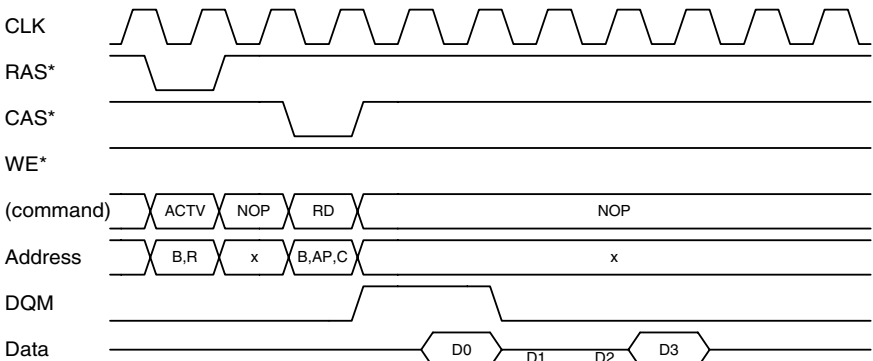 CLK
RAS*
CAS*
WE*
(command) ACTV NOP RD NOP
Address B,R x B,AP,C x
DQM
Data D0 D1 D2 D3